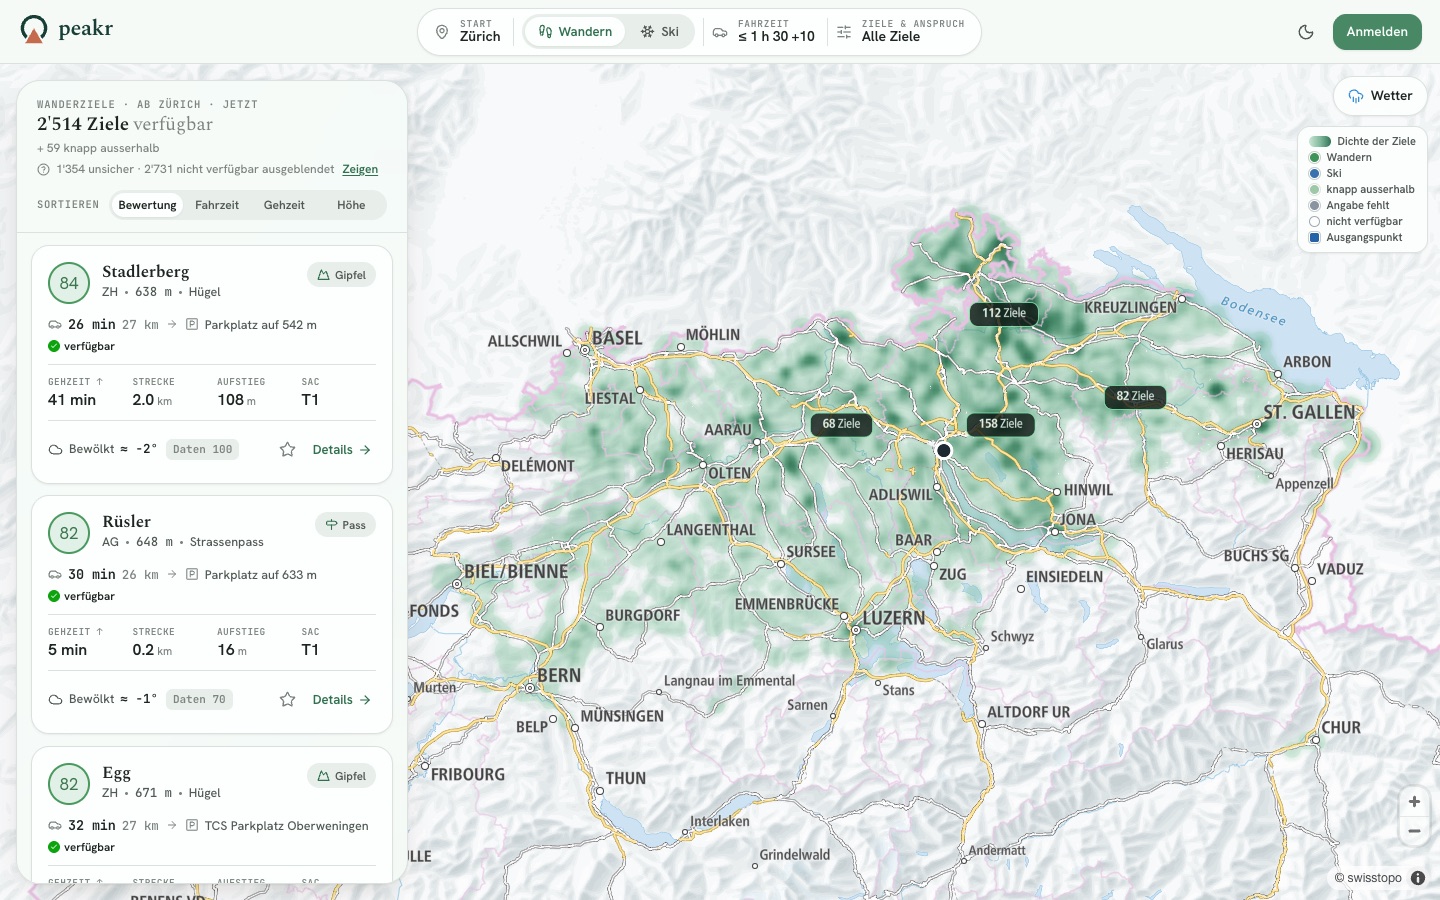 peakr
START
Zürich
Wandern
Ski
FAHRZEIT
≤ 1 h 30 +10
ZIELE & ANSPRUCH
Alle Ziele
Anmelden
WANDERZIELE · AB ZÜRICH · JETZT
2'514 Ziele verfügbar
+ 59 knapp ausserhalb
1'354 unsicher · 2'731 nicht verfügbar ausgeblendet Zeigen
SORTIEREN Bewertung Fahrzeit Gehzeit Höhe
84
Stadlerberg
Gipfel
ZH • 638 m • Hügel
26 min 27 km → P Parkplatz auf 542 m
verfügbar
GEHZEIT ↑ STRECKE AUFSTIEG SAC
41 min 2.0 km 108 m T1
Bewölkt ≈ -2° Daten 100 Details →
82
Rüsler
Pass
AG • 648 m • Strassenpass
30 min 26 km → P Parkplatz auf 633 m
verfügbar
GEHZEIT ↑ STRECKE AUFSTIEG SAC
5 min 0.2 km 16 m T1
Bewölkt ≈ -1° Daten 70 Details →
82
Egg
Gipfel
ZH • 671 m • Hügel
32 min 27 km → P TCS Parkplatz Oberweningen
verfügbar
GEHZEIT ↑ STRECKE AUFSTIEG SAC
Wetter
Dichte der Ziele
Wandern
Ski
knapp ausserhalb
Angabe fehlt
nicht verfügbar
Ausgangspunkt
112 Ziele
KREUZLINGEN
Bodensee
ALLSCHWIL
BASEL
MÖHLIN
ARBON
LIESTAL
82 Ziele
ST. GALLEN
AARAU
68 Ziele
158 Ziele
HERISAU
DELÉMONT
OLTEN
Appenzell
ADLISWIL
HINWIL
LANGENTHAL
JONA
SURSEE
BAAR
BUCHS SG
VADUZ
BIEL/BIENNE
ZUG
EINSIEDELN
FONDS
BURGDORF
EMMENBRÜCKE
LUZERN
Schwyz
Glarus
BERN
Langnau im Emmental
Murten
Stans
Sarnen
ALTDORF UR
BELP
MÜNSINGEN
CHUR
FRIBOURG
THUN
Interlaken
Grindelwald
Andermatt
LLE
© swisstopo